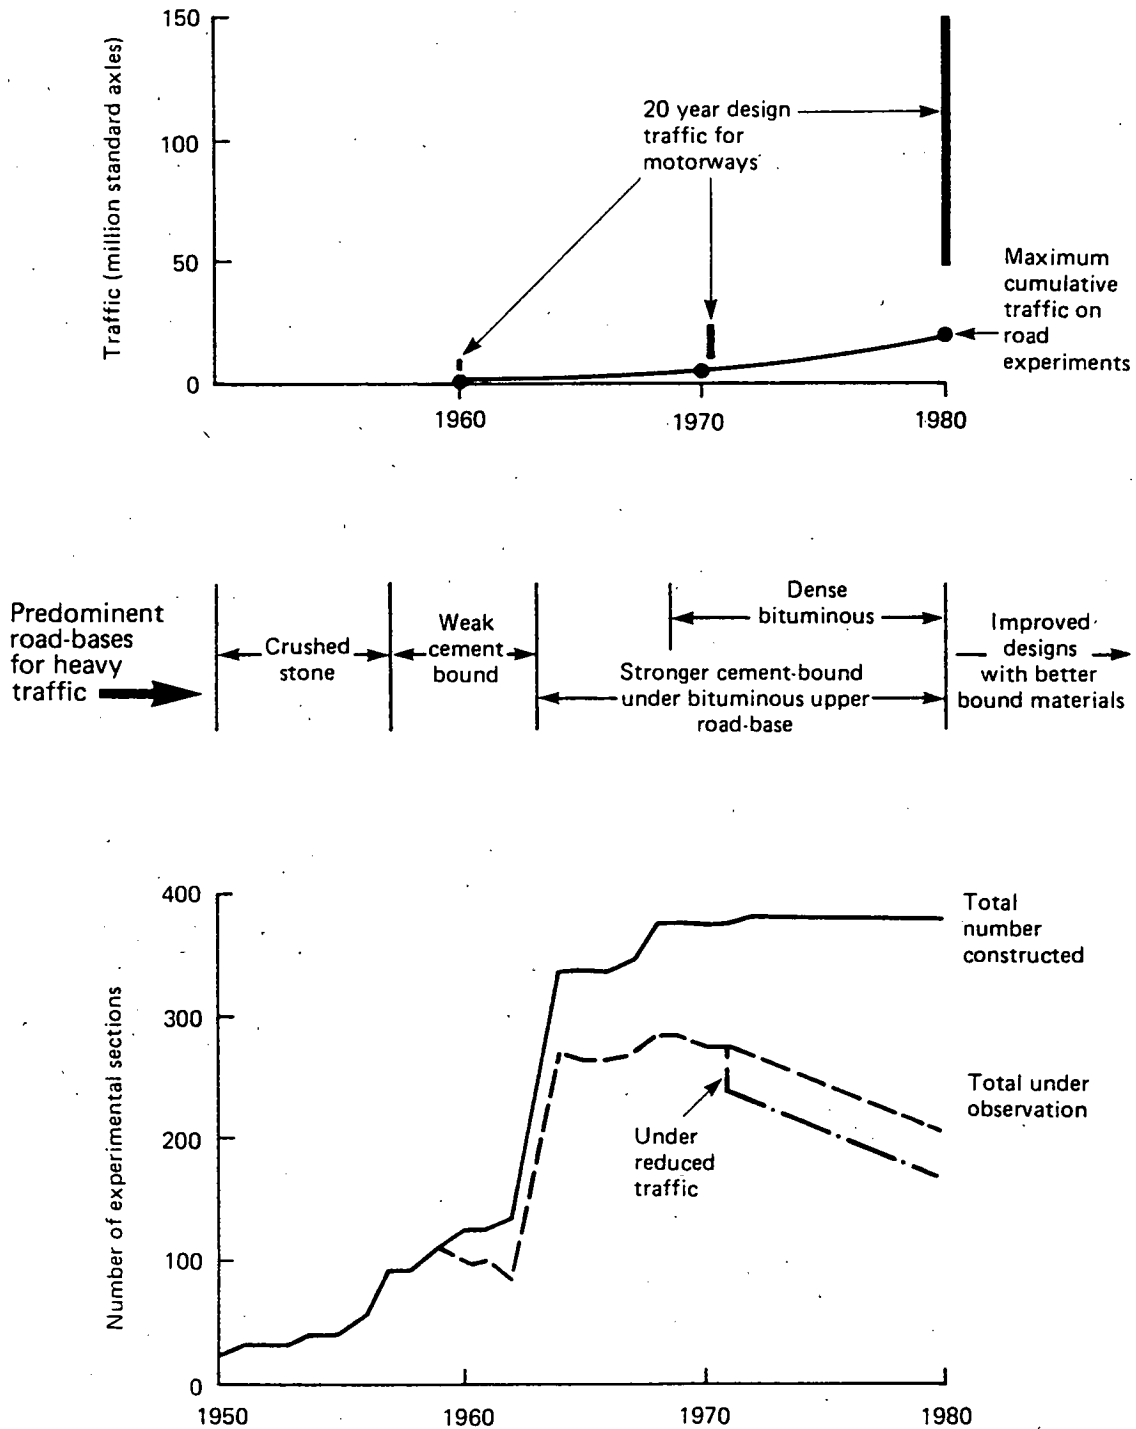 Traffic (million standard axles)
150
100
50
0
1960
1970
1980
20 year design
traffic for
motorways
Maximum
cumulative
traffic on
road
experiments
Predominent
road-bases
for heavy
traffic
Crushed
stone
Weak
cement
bound
Dense
bituminous
Stronger cement-bound
under bituminous upper
road-base
Improved
designs
with better
bound materials
Number of experimental sections
400
300
200
100
0
1950
1960
1970
1980
Total
number
constructed
Total under
observation
Under
reduced
traffic